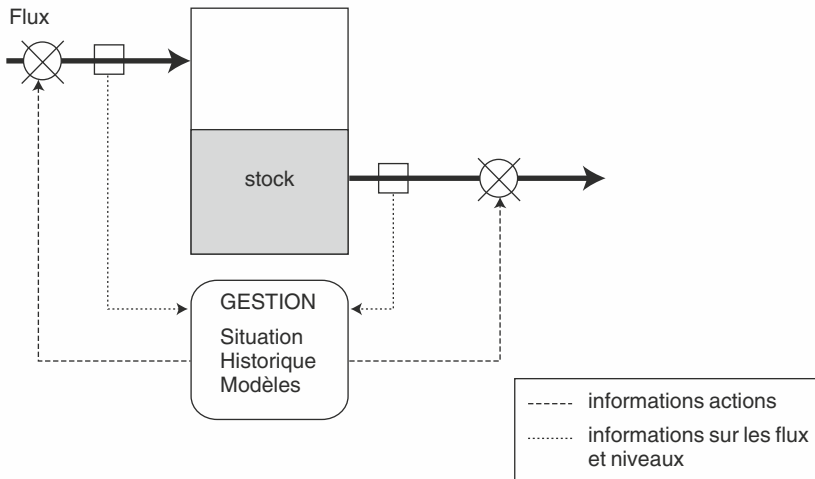 Flux
stock
GESTION
Situation
Historique
Modèles
informations actions
informations sur les flux
et niveaux